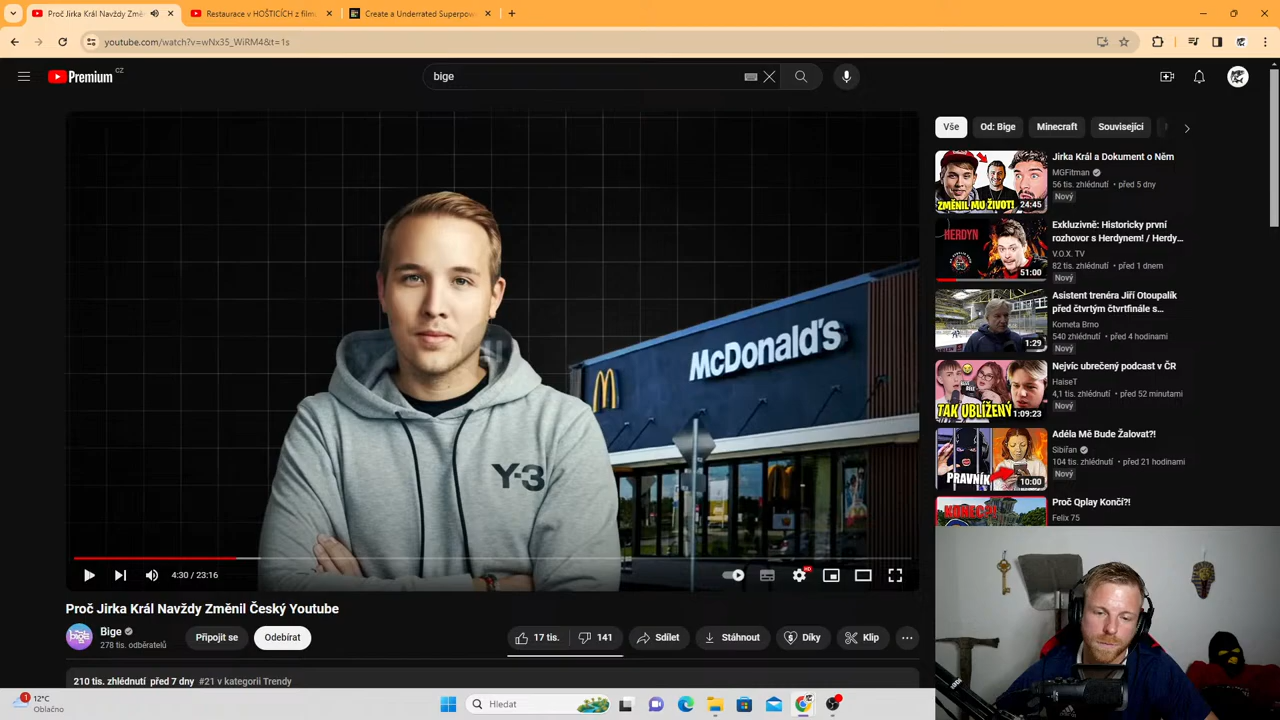 Proč Jirka Král Navždy Změn
Restaurace v HOŠTICÍCH z film
Create a Underrated Superpow
youtube.com/watch?v=wNx35_WiRM4&t=1s
Premium CZ
bige
McDonald's
Y-3
4:30 / 23:16
HD
Proč Jirka Král Navždy Změnil Český Youtube
Bige
278 tis. odběratelů
Připojit se
Odebírat
17 tis.
141
Sdílet
Stáhnout
Díky
Klip
210 tis. zhlédnutí před 7 dny #21 v kategorii Trendy
Vše
Od: Bige
Minecraft
Související
ZMĚNIL MU ŽIVOT!
24:45
Jirka Král a Dokument o Něm
MGFitman
56 tis. zhlédnutí • před 5 dny
Nový
HERDYN
51:00
Exkluzivně: Historicky první
rozhovor s Herdynem! / Herdy...
V.O.X. TV
82 tis. zhlédnutí • před 1 dnem
Nový
1:29
Asistent trenéra Jiří Otoupalík
před čtvrtým čtvrtfinále s...
Kometa Brno
540 zhlédnutí • před 4 hodinami
Nový
TAK UBLÍŽENÝ
1:09:23
Nejvíc ubrečený podcast v ČR
HaiseT
4,1 tis. zhlédnutí • před 52 minutami
Nový
PRAVNÍK
10:00
Adéla Mě Bude Žalovat?!
Sibiřan
104 tis. zhlédnutí • před 21 hodinami
Nový
KONEC?!
Proč Qplay Končí?!
Felix 75
1
12°C
Oblačno
Hledat